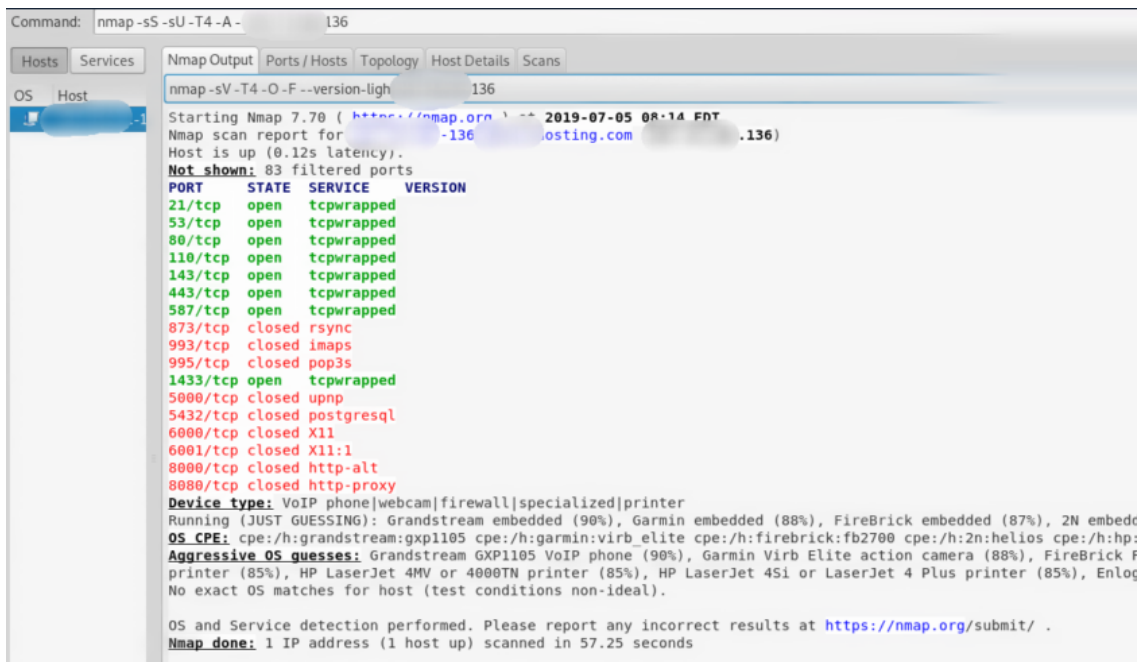 Command: nmap -sS -sU -T4 -A - 136
Hosts Services Nmap Output Ports / Hosts Topology Host Details Scans
nmap -sV -T4 -O -F --version-ligh 136
OS Host
-1
Starting Nmap 7.70 ( https://nmap.org ) at 2019-07-05 08:14 EDT
Nmap scan report for -136 osting.com .136)
Host is up (0.12s latency).
Not shown: 83 filtered ports
PORT STATE SERVICE VERSION
21/tcp open tcpwrapped
53/tcp open tcpwrapped
80/tcp open tcpwrapped
110/tcp open tcpwrapped
143/tcp open tcpwrapped
443/tcp open tcpwrapped
587/tcp open tcpwrapped
873/tcp closed rsync
993/tcp closed imaps
995/tcp closed pop3s
1433/tcp open tcpwrapped
5000/tcp closed upnp
5432/tcp closed postgresql
6000/tcp closed X11
6001/tcp closed X11:1
8000/tcp closed http-alt
8080/tcp closed http-proxy
Device type: VoIP phone|webcam|firewall|specialized|printer
Running (JUST GUESSING): Grandstream embedded (90%), Garmin embedded (88%), FireBrick embedded (87%), 2N embedd
OS CPE: cpe:/h:grandstream:gxp1105 cpe:/h:garmin:virb_elite cpe:/h:firebrick:fb2700 cpe:/h:2n:helios cpe:/h:hp:
Aggressive OS guesses: Grandstream GXP1105 VoIP phone (90%), Garmin Virb Elite action camera (88%), FireBrick F
printer (85%), HP LaserJet 4MV or 4000TN printer (85%), HP LaserJet 4Si or LaserJet 4 Plus printer (85%), Enlog
No exact OS matches for host (test conditions non-ideal).
OS and Service detection performed. Please report any incorrect results at https://nmap.org/submit/ .
Nmap done: 1 IP address (1 host up) scanned in 57.25 seconds